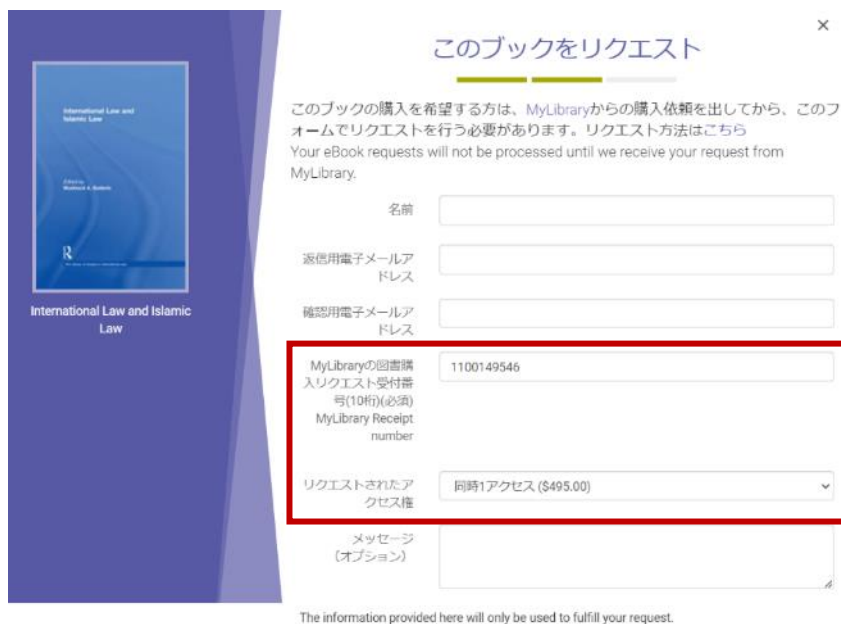 ×
このブックをリクエスト
International Law and
Islamic Law
Edited by
Mashood A. Baderin
R
International Law and Islamic
Law
このブックの購入を希望する方は、MyLibraryからの購入依頼を出してから、このフ
ォームでリクエストを行う必要があります。リクエスト方法はこちら
Your eBook requests will not be processed until we receive your request from
MyLibrary.
名前
返信用電子メールア
ドレス
確認用電子メールア
ドレス
MyLibraryの図書購
入リクエスト受付番
号(10桁)(必須)
MyLibrary Receipt
number
1100149546
リクエストされたア
クセス権
同時1アクセス ($495.00)
メッセージ
(オプション)
The information provided here will only be used to fulfill your request.